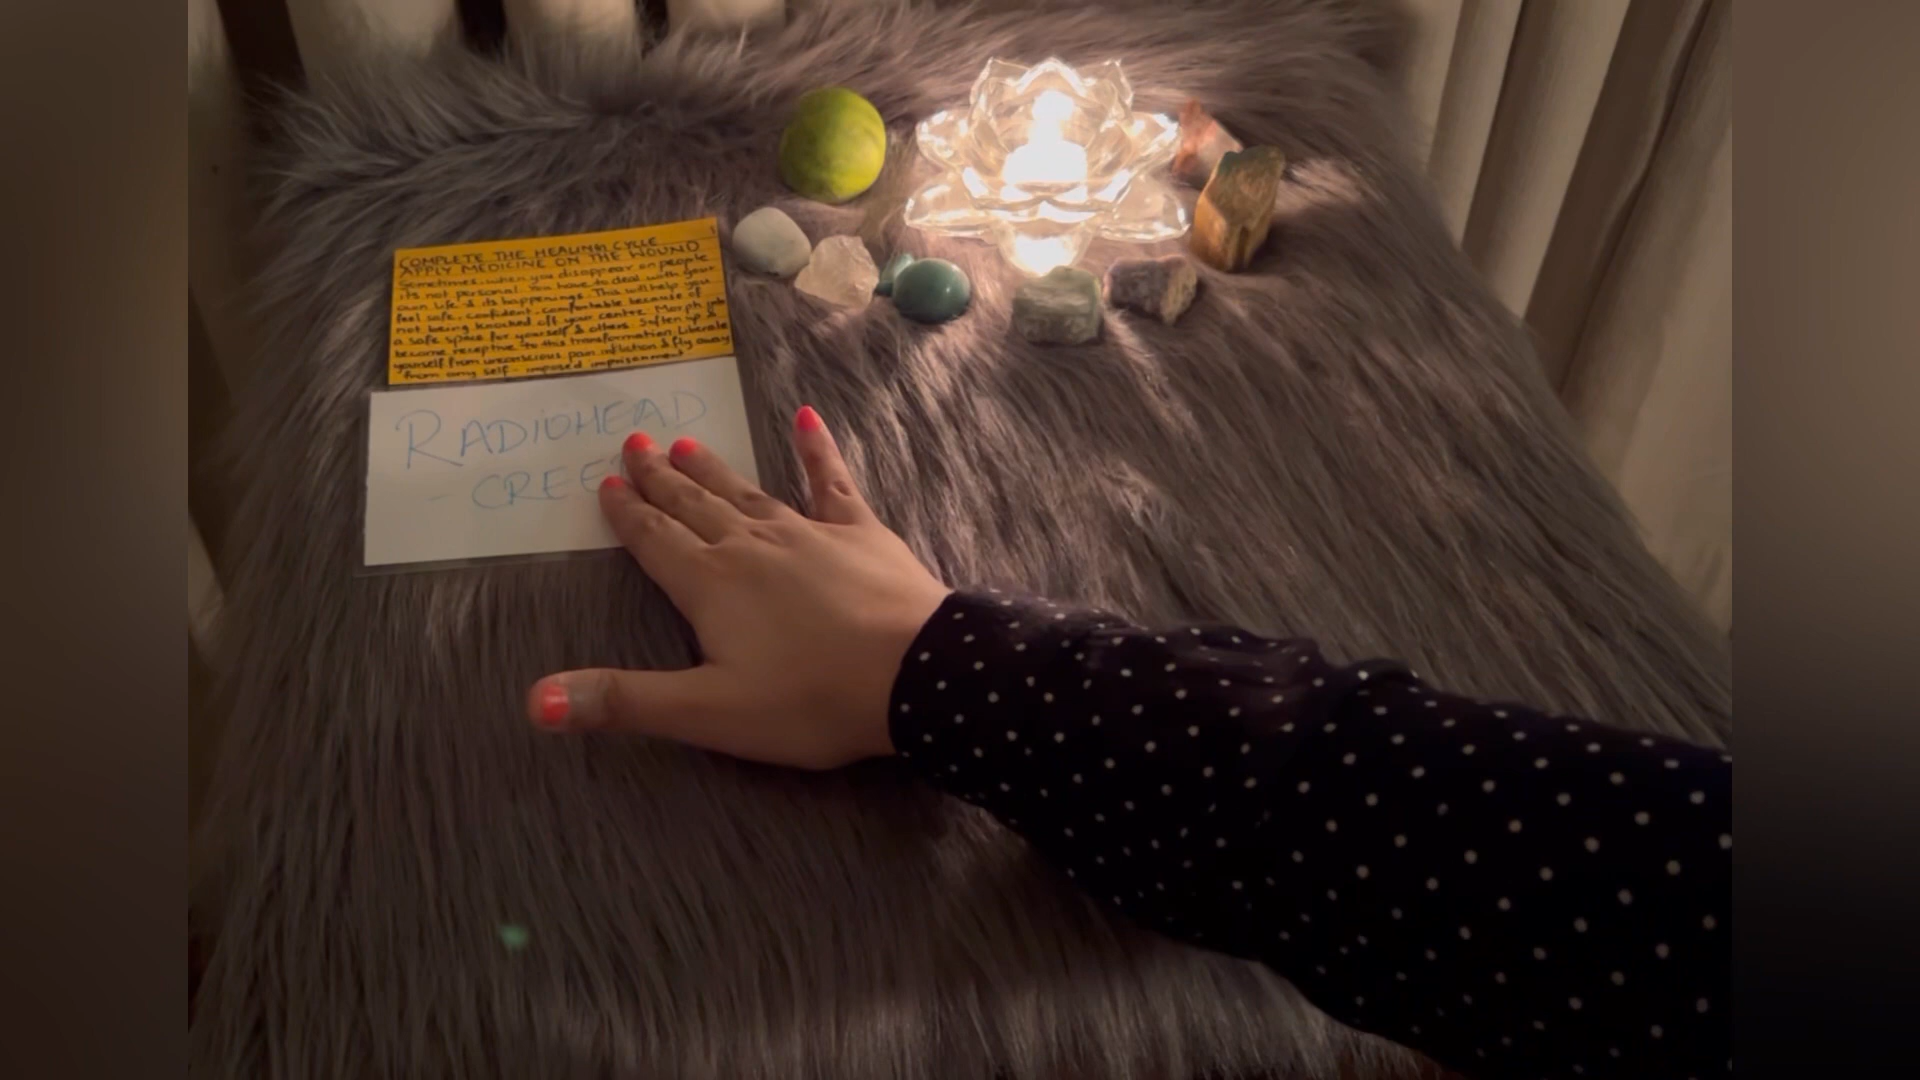 COMPLETE THE HEALING CYCLE
APPLY MEDICINE ON THE WOUND
Sometimes when you disappear on people
its not personal. You have to deal with your
own life & its happenings. This will help you
feel safe, confident, comfortable because of
not being knocked off your centre. Morph into
a safe space for yourself & others. Soften up &
become receptive to this transformation. Liberate
yourself from unconscious pain infliction & fly away
from any self-imposed imprisonment
RADIOHEAD
- CREE